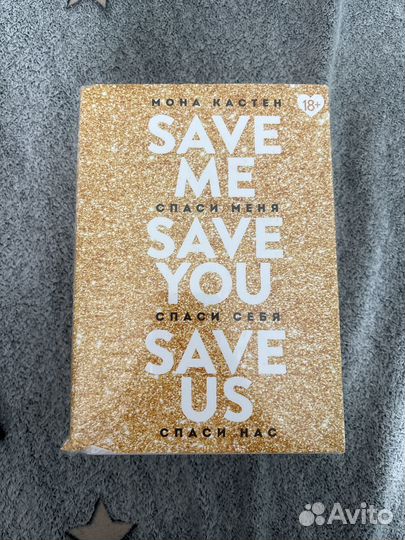 МОНА КАСТЕН
18+
SAVE
ME
СПАСИ МЕНЯ
SAVE
YOU
СПАСИ СЕБЯ
SAVE
US
СПАСИ НАС
Avito